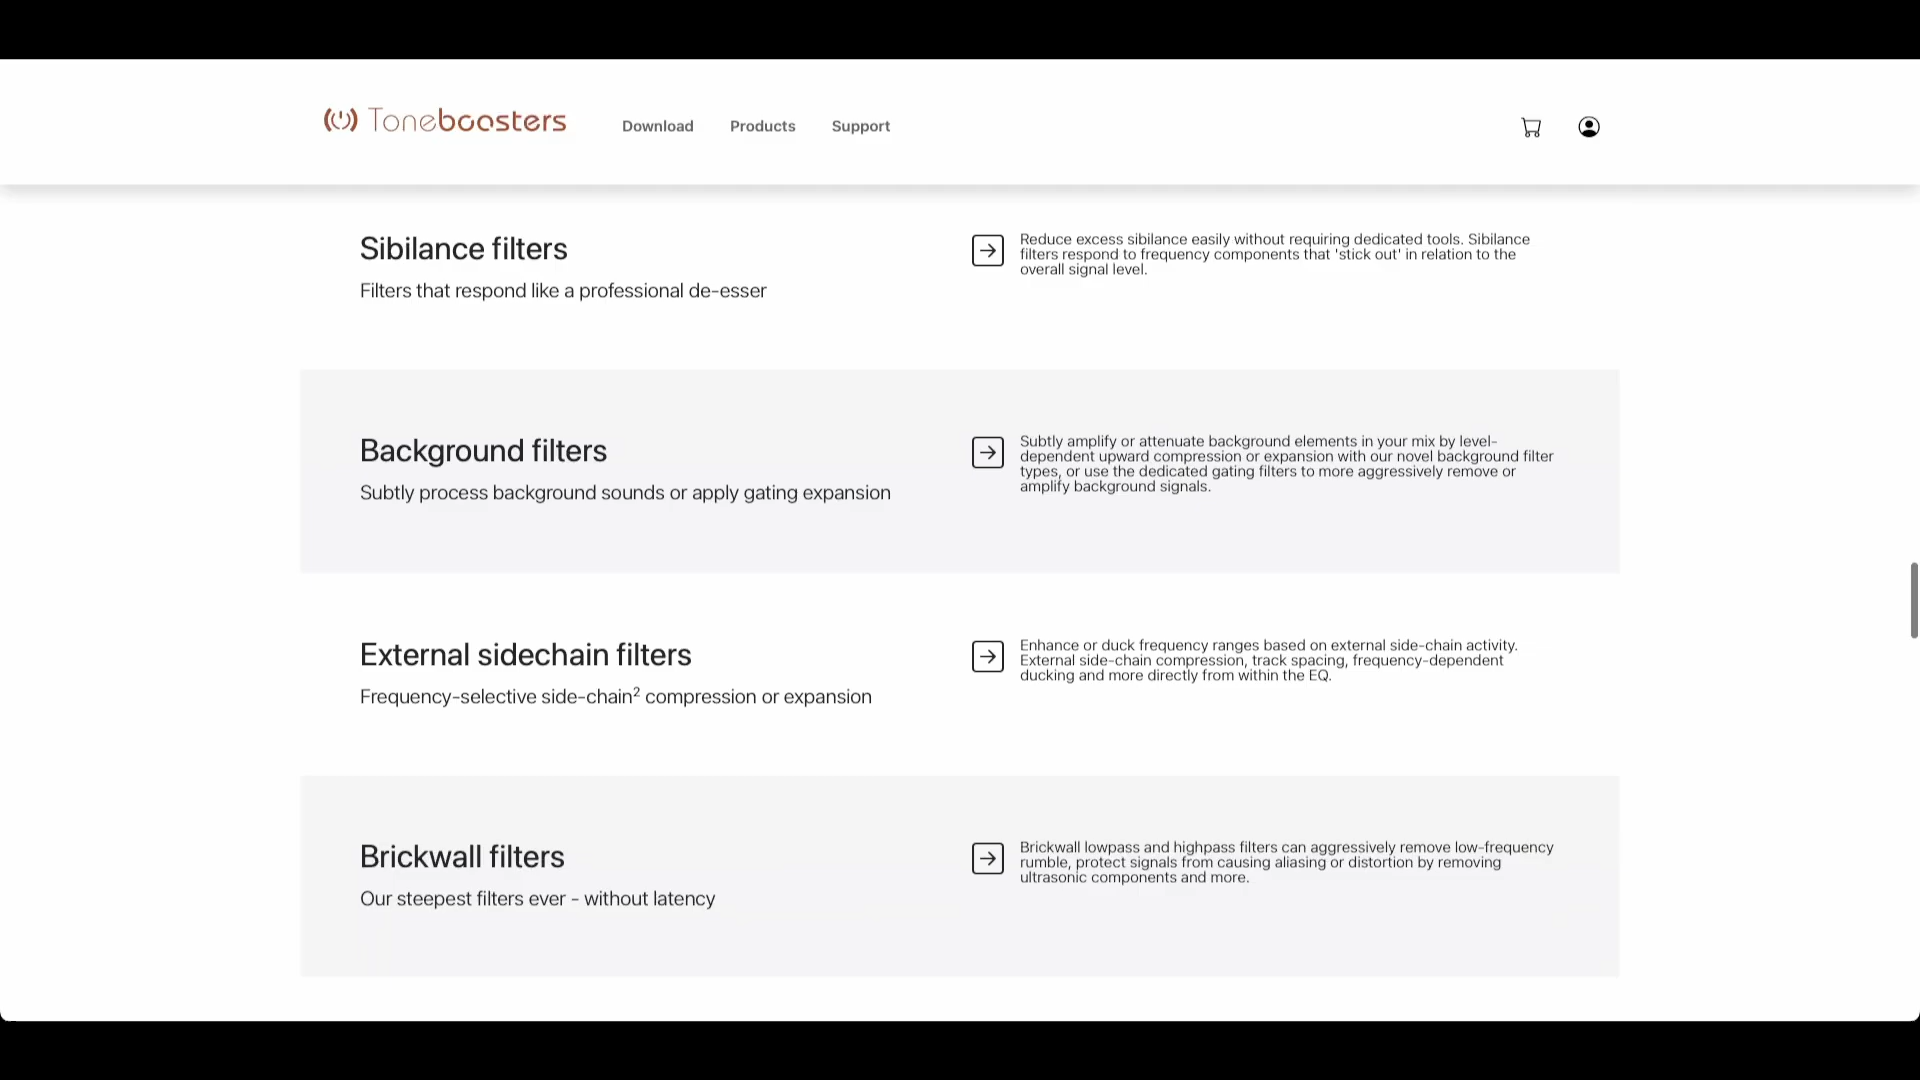 Toneboosters
Download Products Support
Sibilance filters
Filters that respond like a professional de-esser
Reduce excess sibilance easily without requiring dedicated tools. Sibilance
filters respond to frequency components that 'stick out' in relation to the
overall signal level.
Background filters
Subtly process background sounds or apply gating expansion
Subtly amplify or attenuate background elements in your mix by level-
dependent upward compression or expansion with our novel background filter
types, or use the dedicated gating filters to more aggressively remove or
amplify background signals.
External sidechain filters
Frequency-selective side-chain² compression or expansion
Enhance or duck frequency ranges based on external side-chain activity.
External side-chain compression, track spacing, frequency-dependent
ducking and more directly from within the EQ.
Brickwall filters
Our steepest filters ever - without latency
Brickwall lowpass and highpass filters can aggressively remove low-frequency
rumble, protect signals from causing aliasing or distortion by removing
ultrasonic components and more.